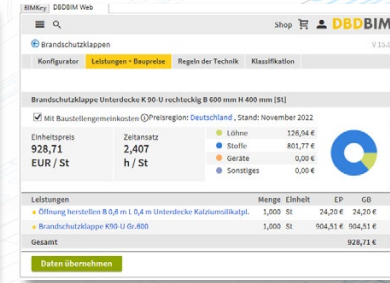 BIMKey DBDBIM Web
Shop DBDBIM
Brandschutzklappen V 15.
Konfigurator Leistungen + Baupreise Regeln der Technik Klassifikation
Brandschutzklappe Unterdecke K 90-U rechteckig B 600 mm H 400 mm [St]
Mit Baustellengemeinkosten Preisregion: Deutschland , Stand: November 2022
Einheitspreis Zeitansatz Löhne 126,94 €
928,71 2,407 Stoffe 801,77 €
EUR / St h / St Geräte 0,00 €
Sonstiges 0,00 €
Leistungen Menge Einheit EP GB
Öffnung herstellen B 0,6 m L 0,4 m Unterdecke Kalziumsilikatpl. 1,000 St 24,20 € 24,20 €
Brandschutzklappe K90-U Gr.600 1,000 St 904,51 € 904,51 €
Gesamt 928,71 €
Daten übernehmen